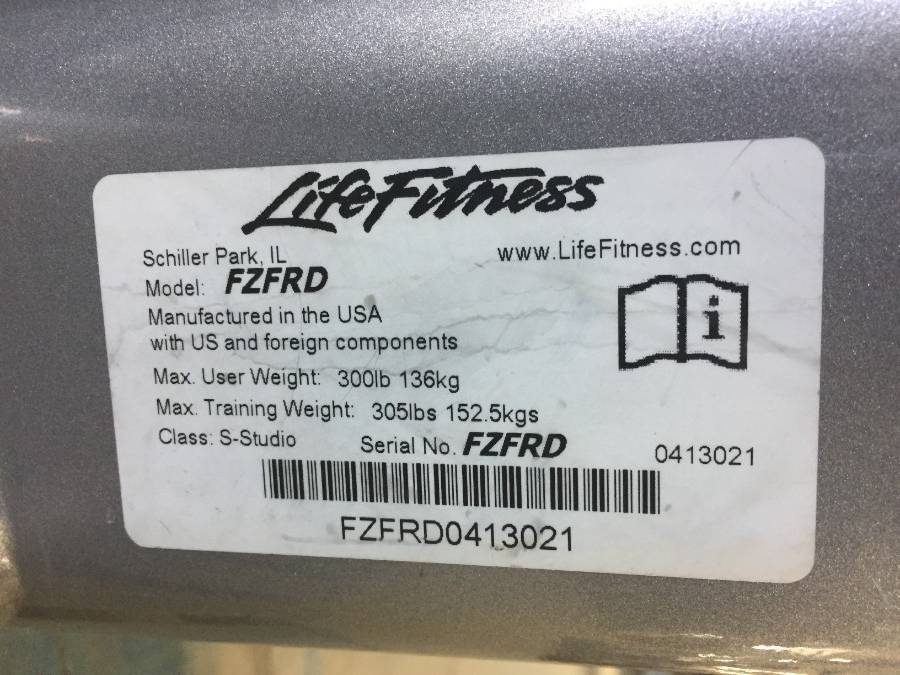 LifeFitness
Schiller Park, IL
www.LifeFitness.com
Model: FZFRD
Manufactured in the USA
with US and foreign components
i
Max. User Weight: 300lb 136kg
Max. Training Weight: 305lbs 152.5kgs
Class: S-Studio
Serial No. FZFRD 0413021
FZFRD0413021